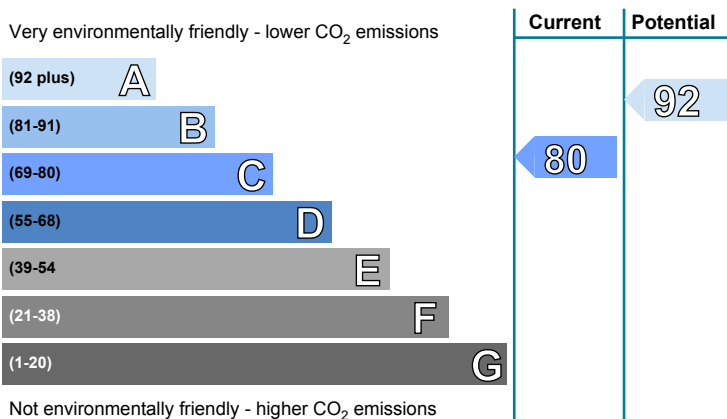 Very environmentally friendly - lower CO2 emissions
Current
Potential
(92 plus) A
(81-91) B
(69-80) C
(55-68) D
(39-54 E
(21-38) F
(1-20) G
80
92
Not environmentally friendly - higher CO2 emissions